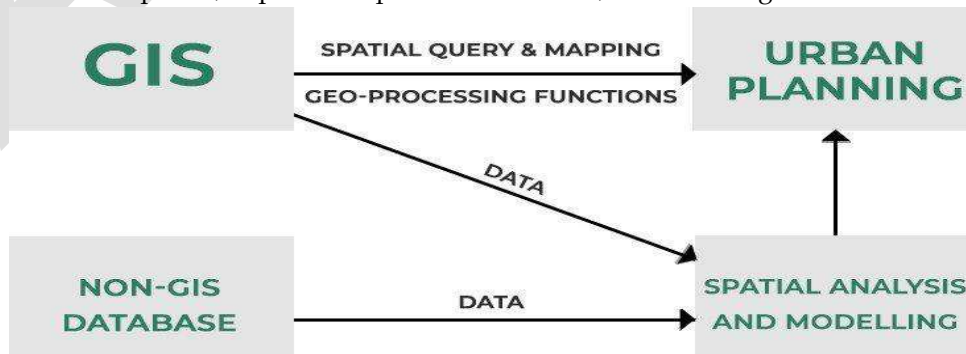 GIS
SPATIAL QUERY & MAPPING
GEO-PROCESSING FUNCTIONS
URBAN
PLANNING
DATA
NON-GIS
DATABASE
DATA
SPATIAL ANALYSIS
AND MODELLING